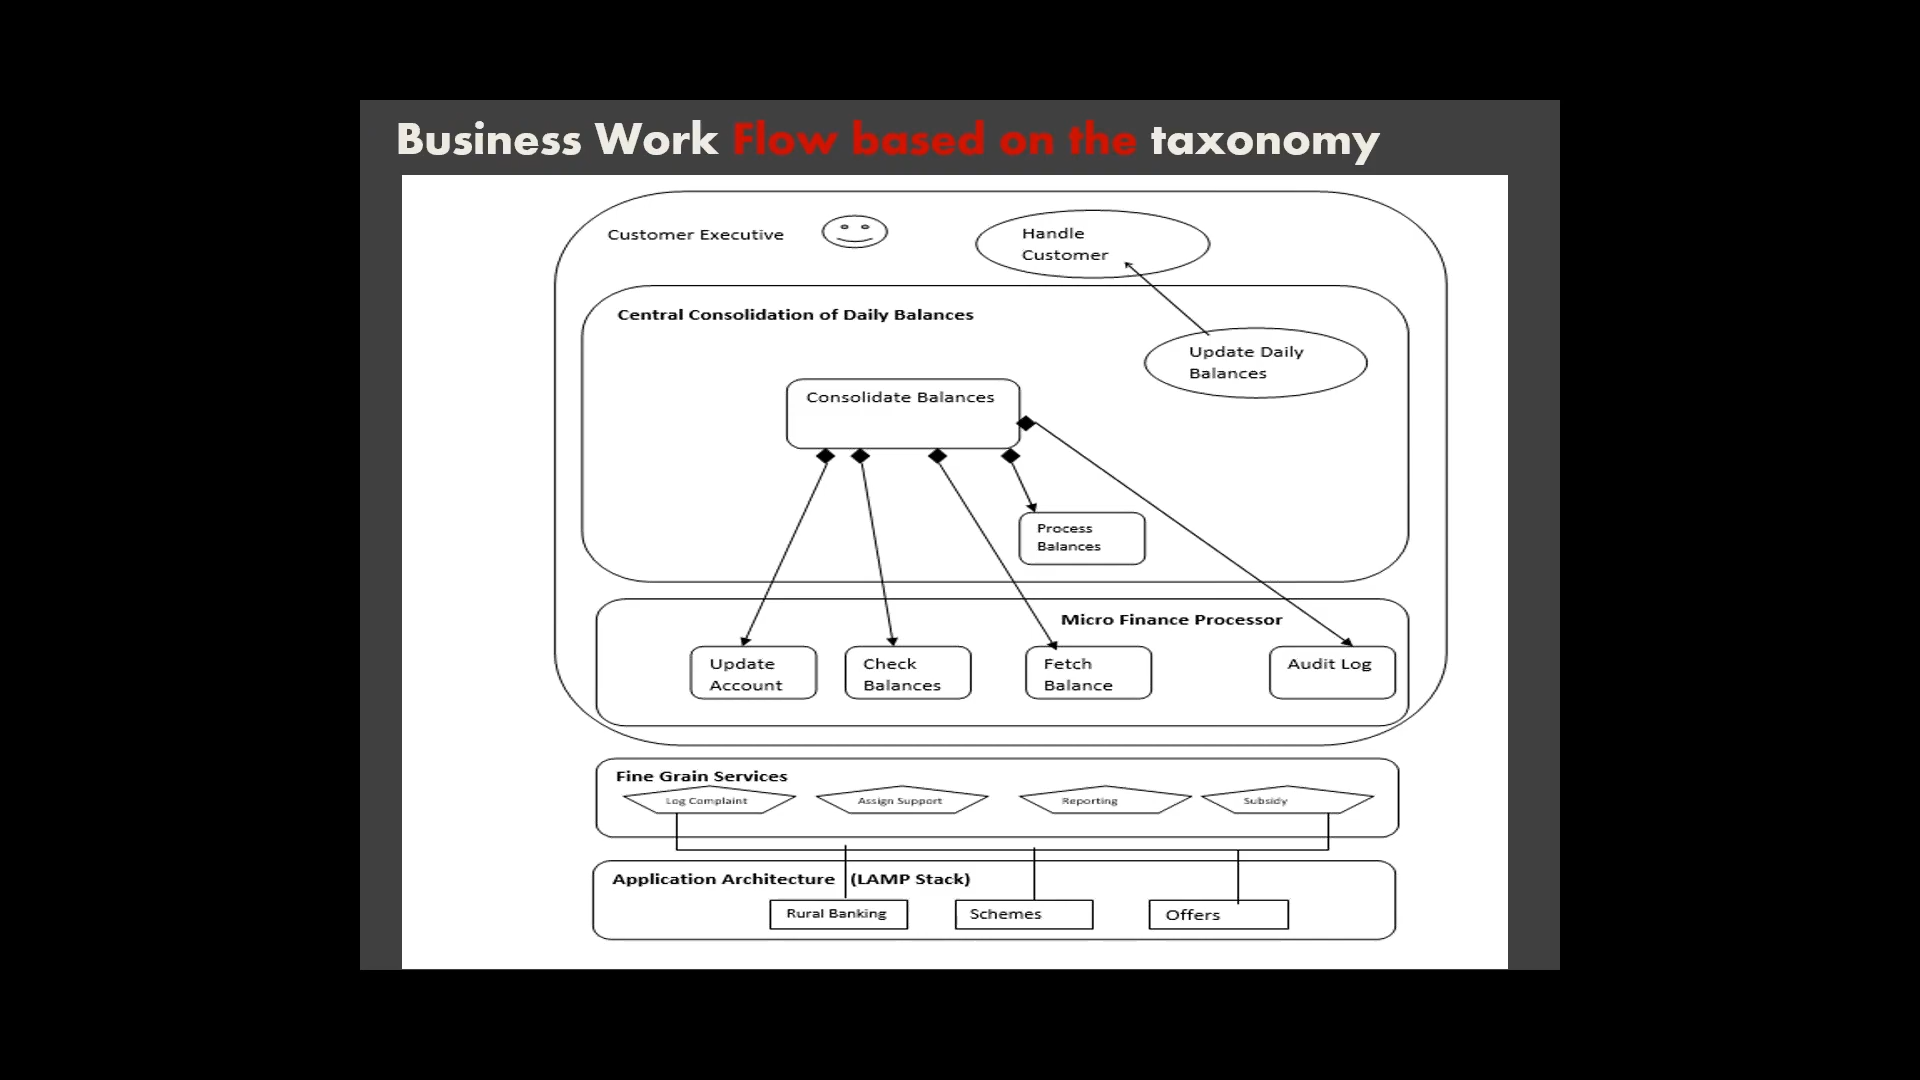 Business Work Flow based on the taxonomy
Customer Executive
Handle
Customer
Central Consolidation of Daily Balances
Update Daily
Balances
Consolidate Balances
Process
Balances
Micro Finance Processor
Update
Account
Check
Balances
Fetch
Balance
Audit Log
Fine Grain Services
Log Complaint
Assign Support
Reporting
Subsidy
Application Architecture (LAMP Stack)
Rural Banking
Schemes
Offers